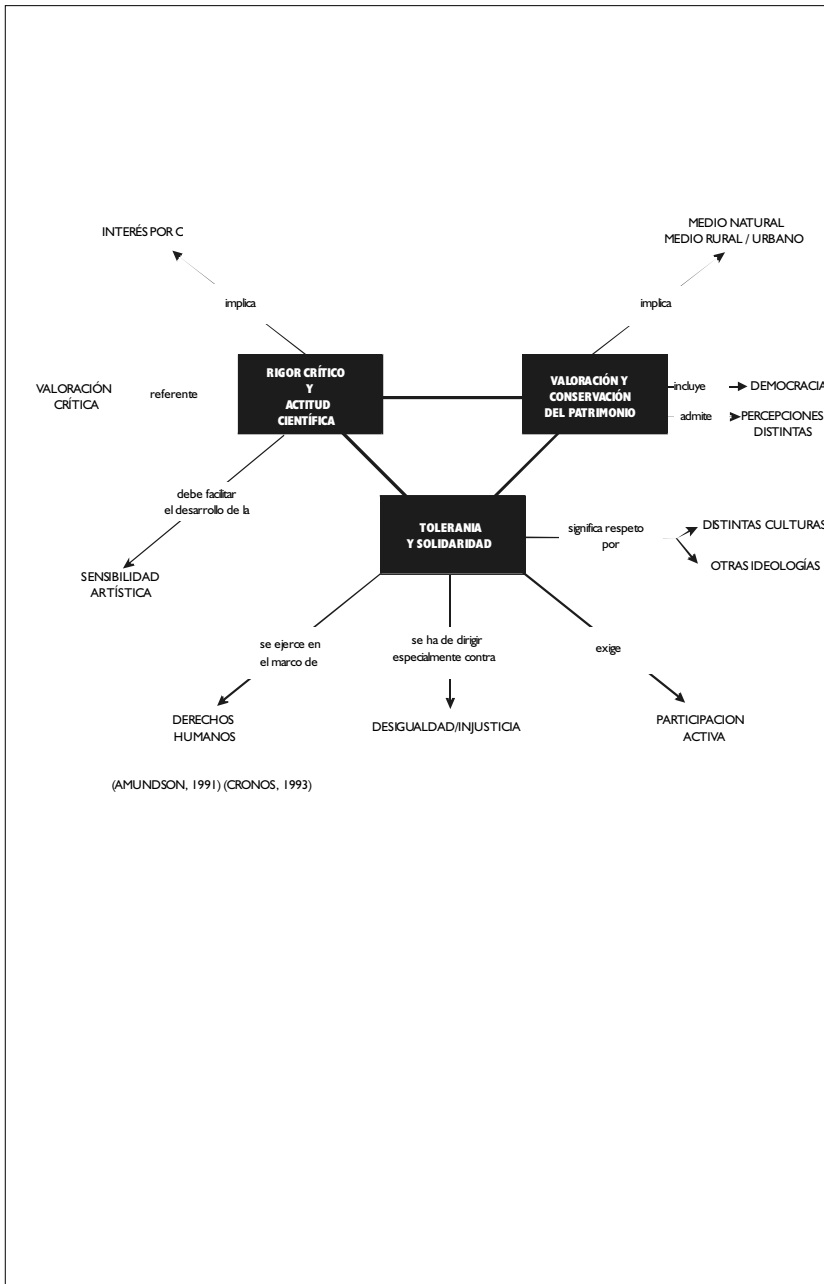 INTERÉS POR C
MEDIO NATURAL
MEDIO RURAL / URBANO
implica
implica
VALORACIÓN
CRÍTICA
referente
RIGOR CRÍTICO
Y
ACTITUD
CIENTÍFICA
VALORACIÓN Y
CONSERVACIÓN
DEL PATRIMONIO
incluye
DEMOCRACIA
admite
PERCEPCIONES
DISTINTAS
debe facilitar
el desarrollo de la
SENSIBILIDAD
ARTÍSTICA
TOLERANIA
Y SOLIDARIDAD
significa respeto
por
DISTINTAS CULTURAS
OTRAS IDEOLOGÍAS
se ejerce en
el marco de
se ha de dirigir
especialmente contra
exige
DERECHOS
HUMANOS
DESIGUALDAD/INJUSTICIA
PARTICIPACION
ACTIVA
(AMUNDSON, 1991) (CRONOS, 1993)